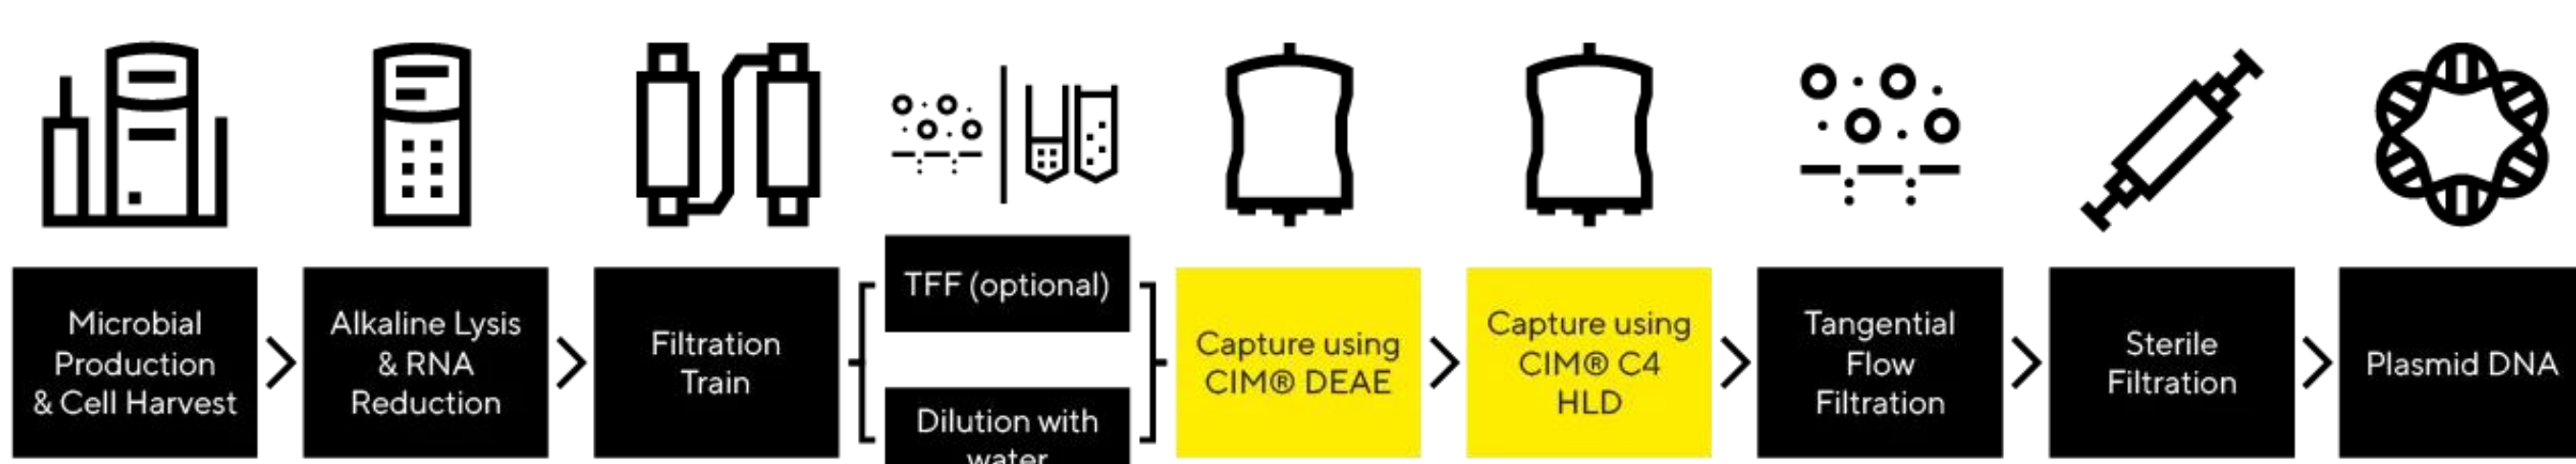 Microbial
Production
& Cell Harvest
Alkaline Lysis
& RNA
Reduction
Filtration
Train
TFF (optional)
Dilution with
water
Capture using
CIM® DEAE
Capture using
CIM® C4
HLD
Tangential
Flow
Filtration
Sterile
Filtration
Plasmid DNA